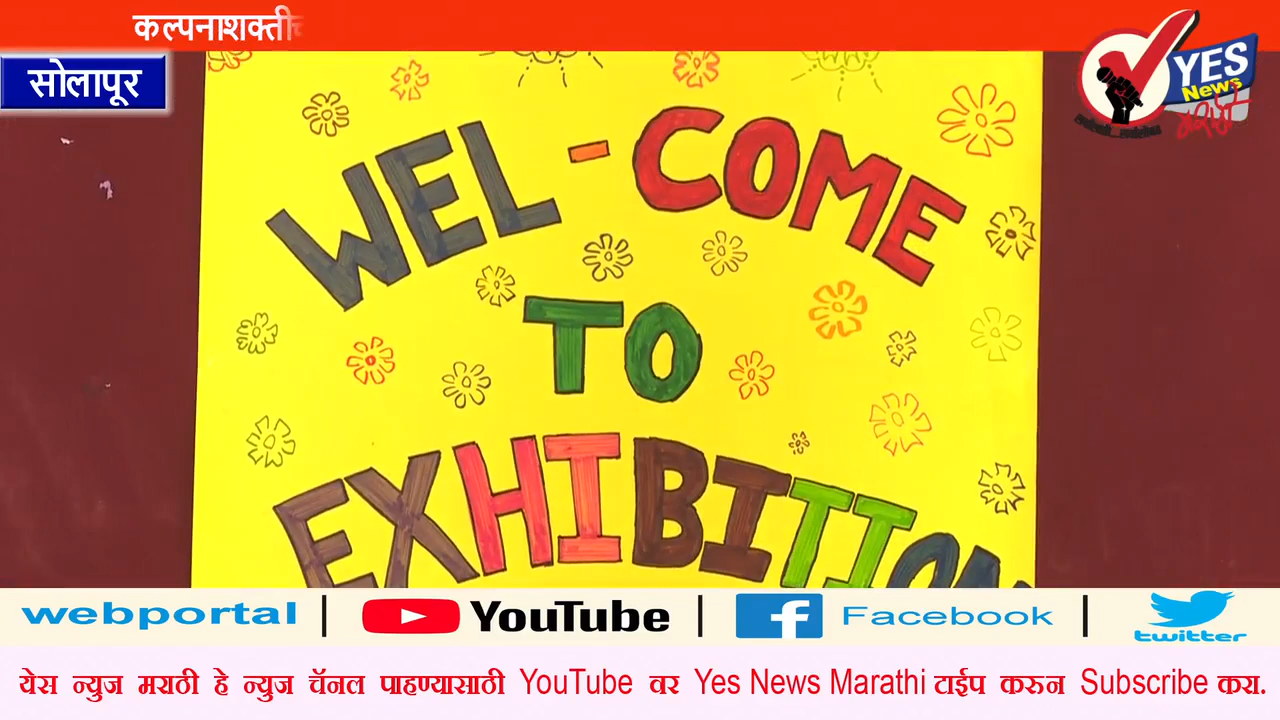 कल्पनाशक्ती
सोलापूर
YES
News
मराठी
WEL-COME
TO
EXHIBITION
webportal | YouTube | Facebook | twitter
येस न्युज मराठी हे न्युज चॅनल पाहण्यासाठी YouTube वर Yes News Marathi टाईप करुन Subscribe करा.